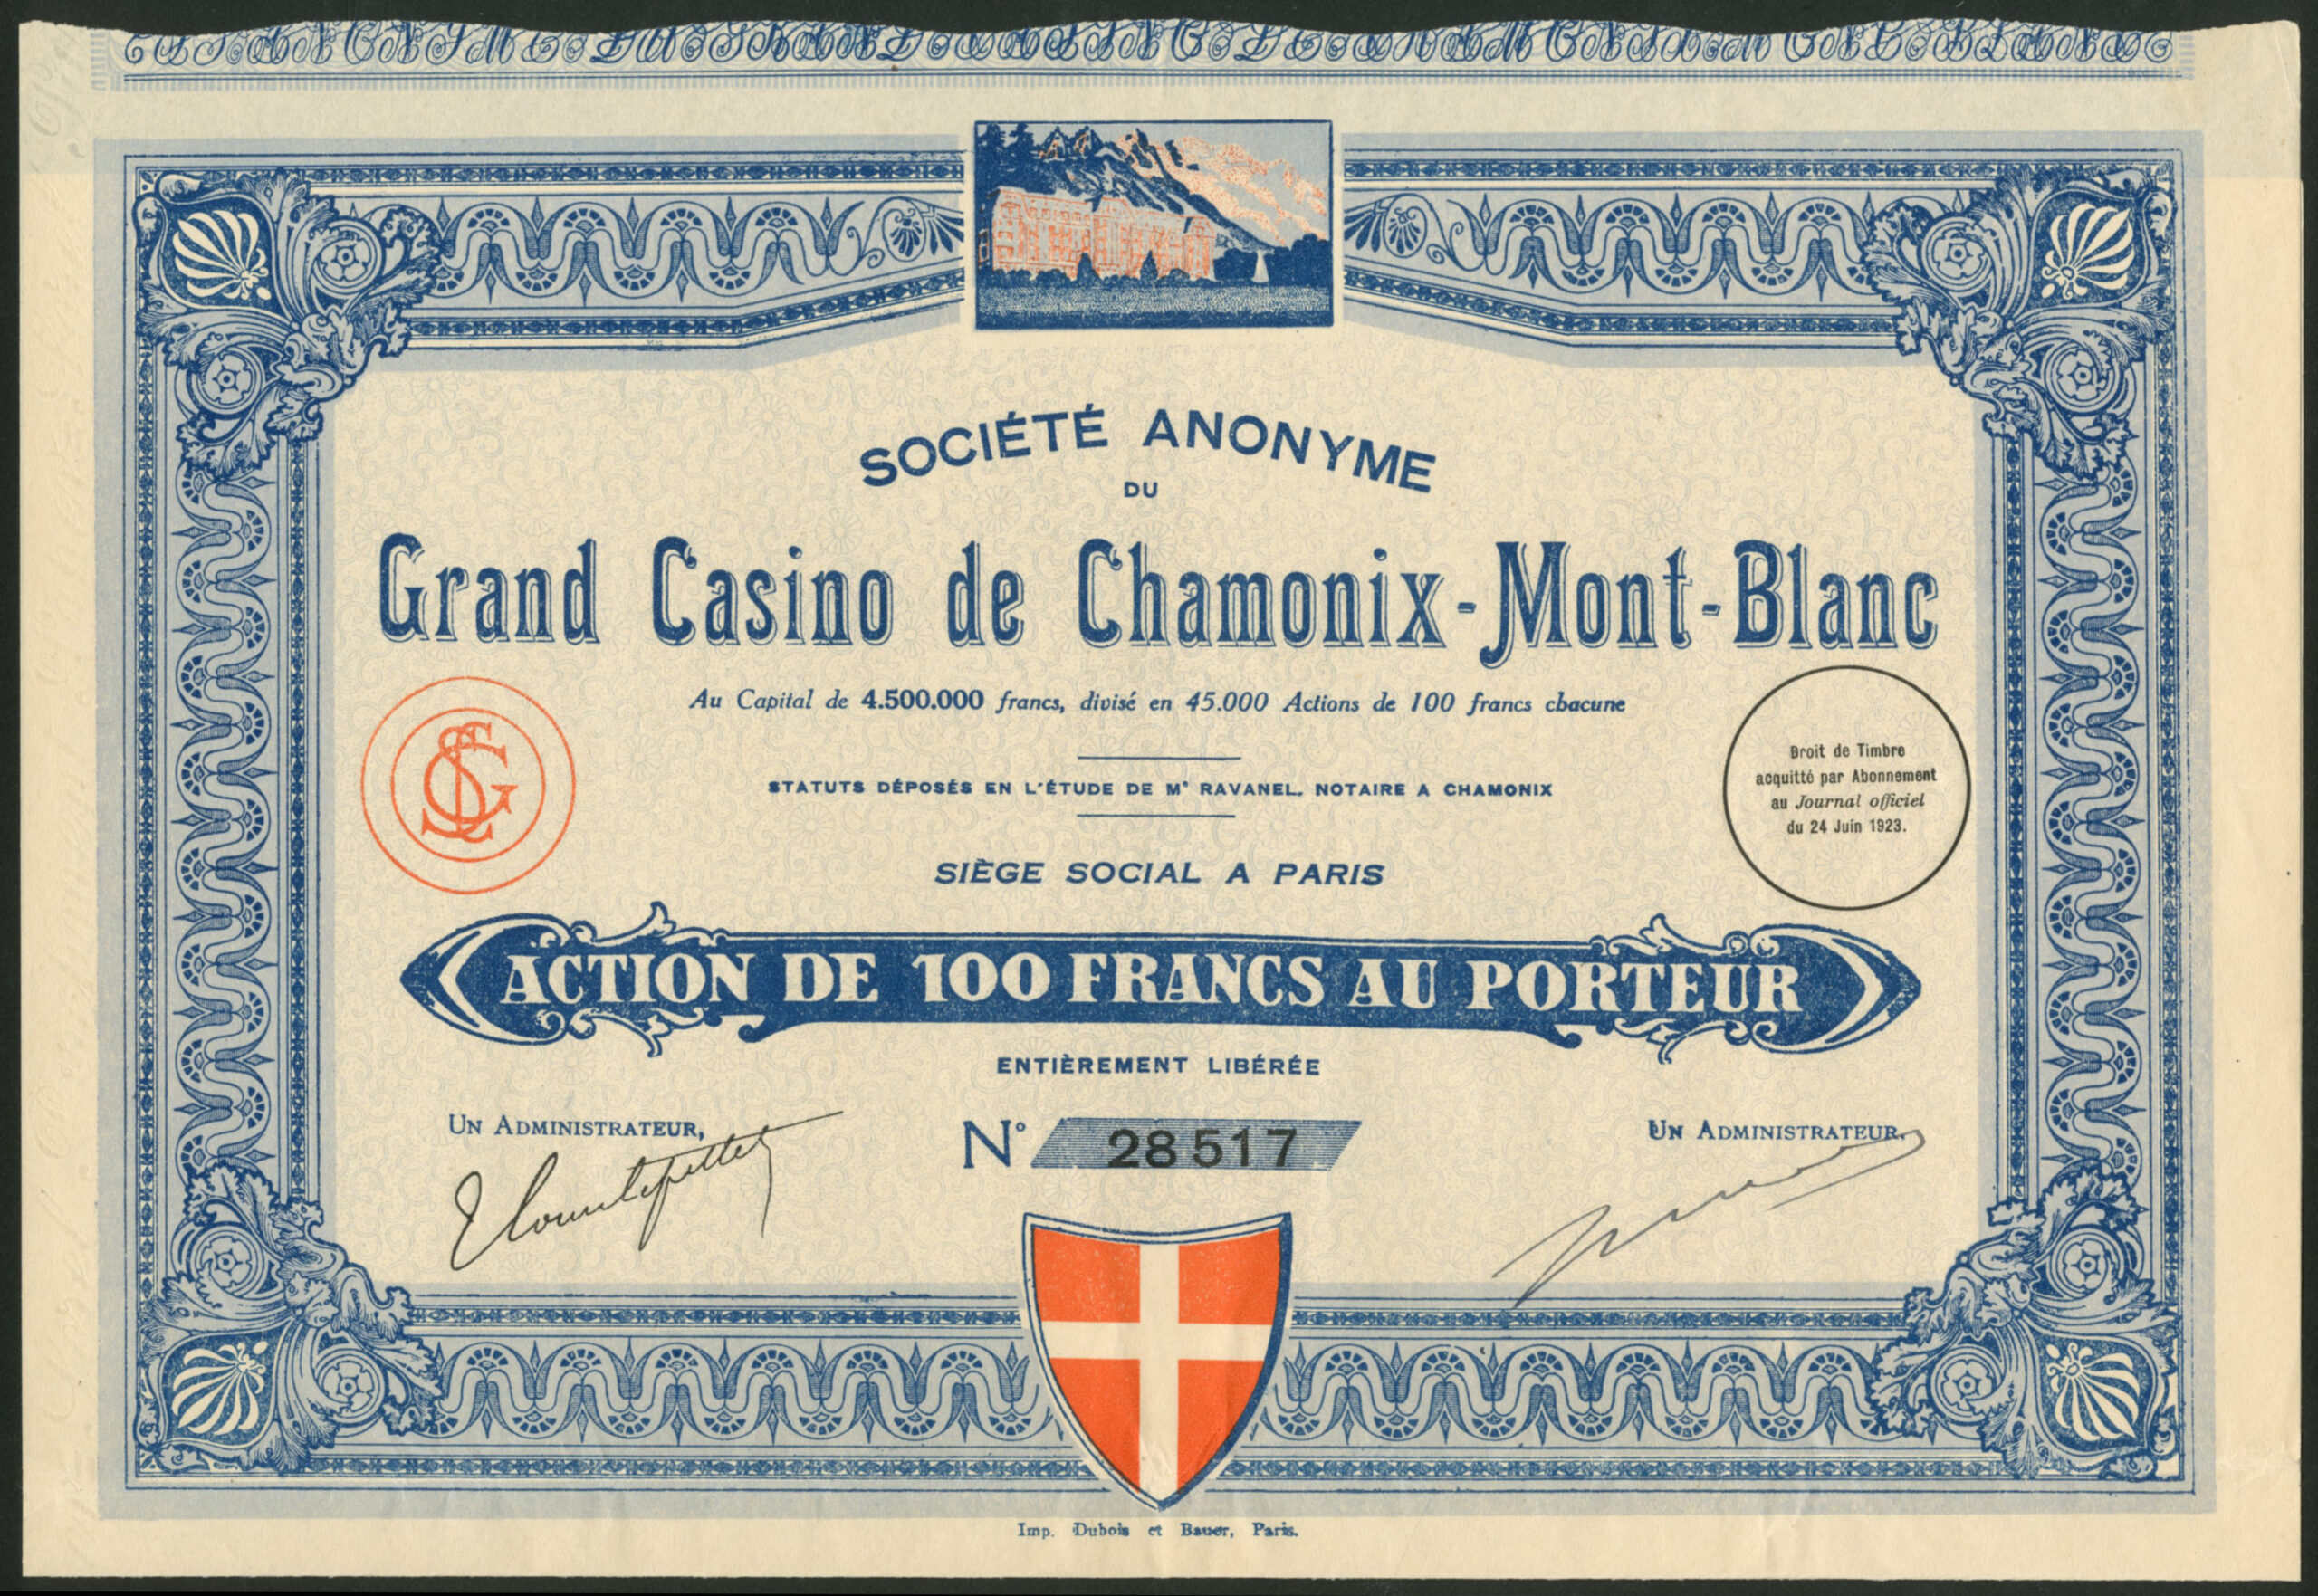 SOCIÉTÉ ANONYME
DU
Grand Casino de Chamonix-Mont-Blanc
Au Capital de 4.500.000 francs, divisé en 45.000 Actions de 100 francs chacune
STATUTS DÉPOSÉS EN L'ÉTUDE DE Mᵉ RAVANEL, NOTAIRE A CHAMONIX
SGC
Droit de Timbre
acquitté par Abonnement
au Journal officiel
du 24 Juin 1923.
SIÈGE SOCIAL A PARIS
ACTION DE 100 FRANCS AU PORTEUR
ENTIÈREMENT LIBÉRÉE
UN ADMINISTRATEUR,
N° 28517
UN ADMINISTRATEUR,
Imp. Dubois et Bauer, Paris.